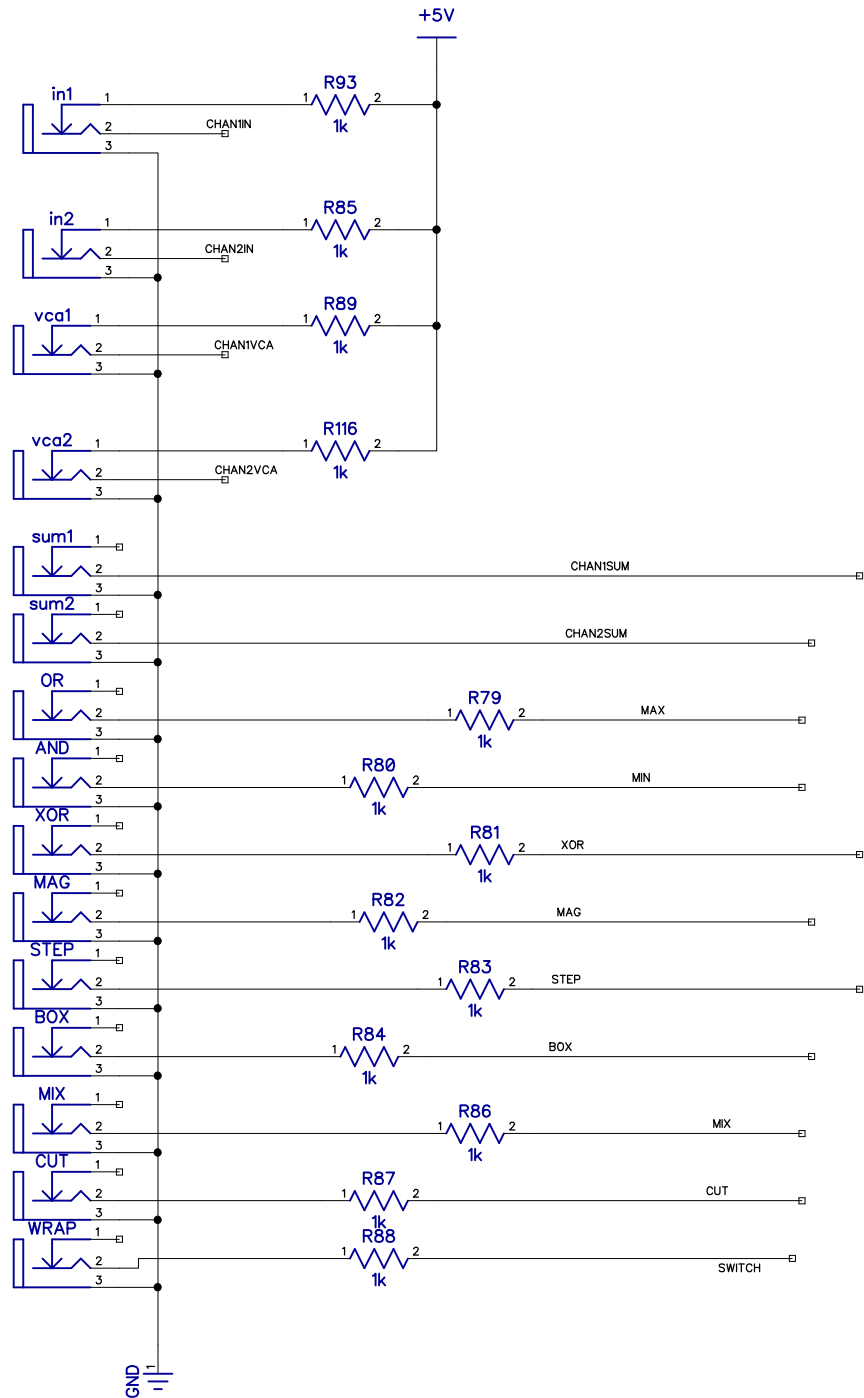 +5V
in1 1 1 R93 2
2 CHAN1IN 1k
3
in2 1 1 R85 2
2 CHAN2IN 1k
3
vca1 1 1 R89 2
2 CHAN1VCA 1k
3
vca2 1 1 R116 2
2 CHAN2VCA 1k
3
sum1 1
2 CHAN1SUM
3
sum2 1
2 CHAN2SUM
3
OR 1
2 1 R79 2 MAX
3 1k
AND 1
2 1 R80 2 MIN
3 1k
XOR 1
2 1 R81 2 XOR
3 1k
MAG 1
2 1 R82 2 MAG
3 1k
STEP 1
2 1 R83 2 STEP
3 1k
BOX 1
2 1 R84 2 BOX
3 1k
MIX 1
2 1 R86 2 MIX
3 1k
CUT 1
2 1 R87 2 CUT
3 1k
WRAP 1
2 1 R88 2 SWITCH
3 1k
GND 1